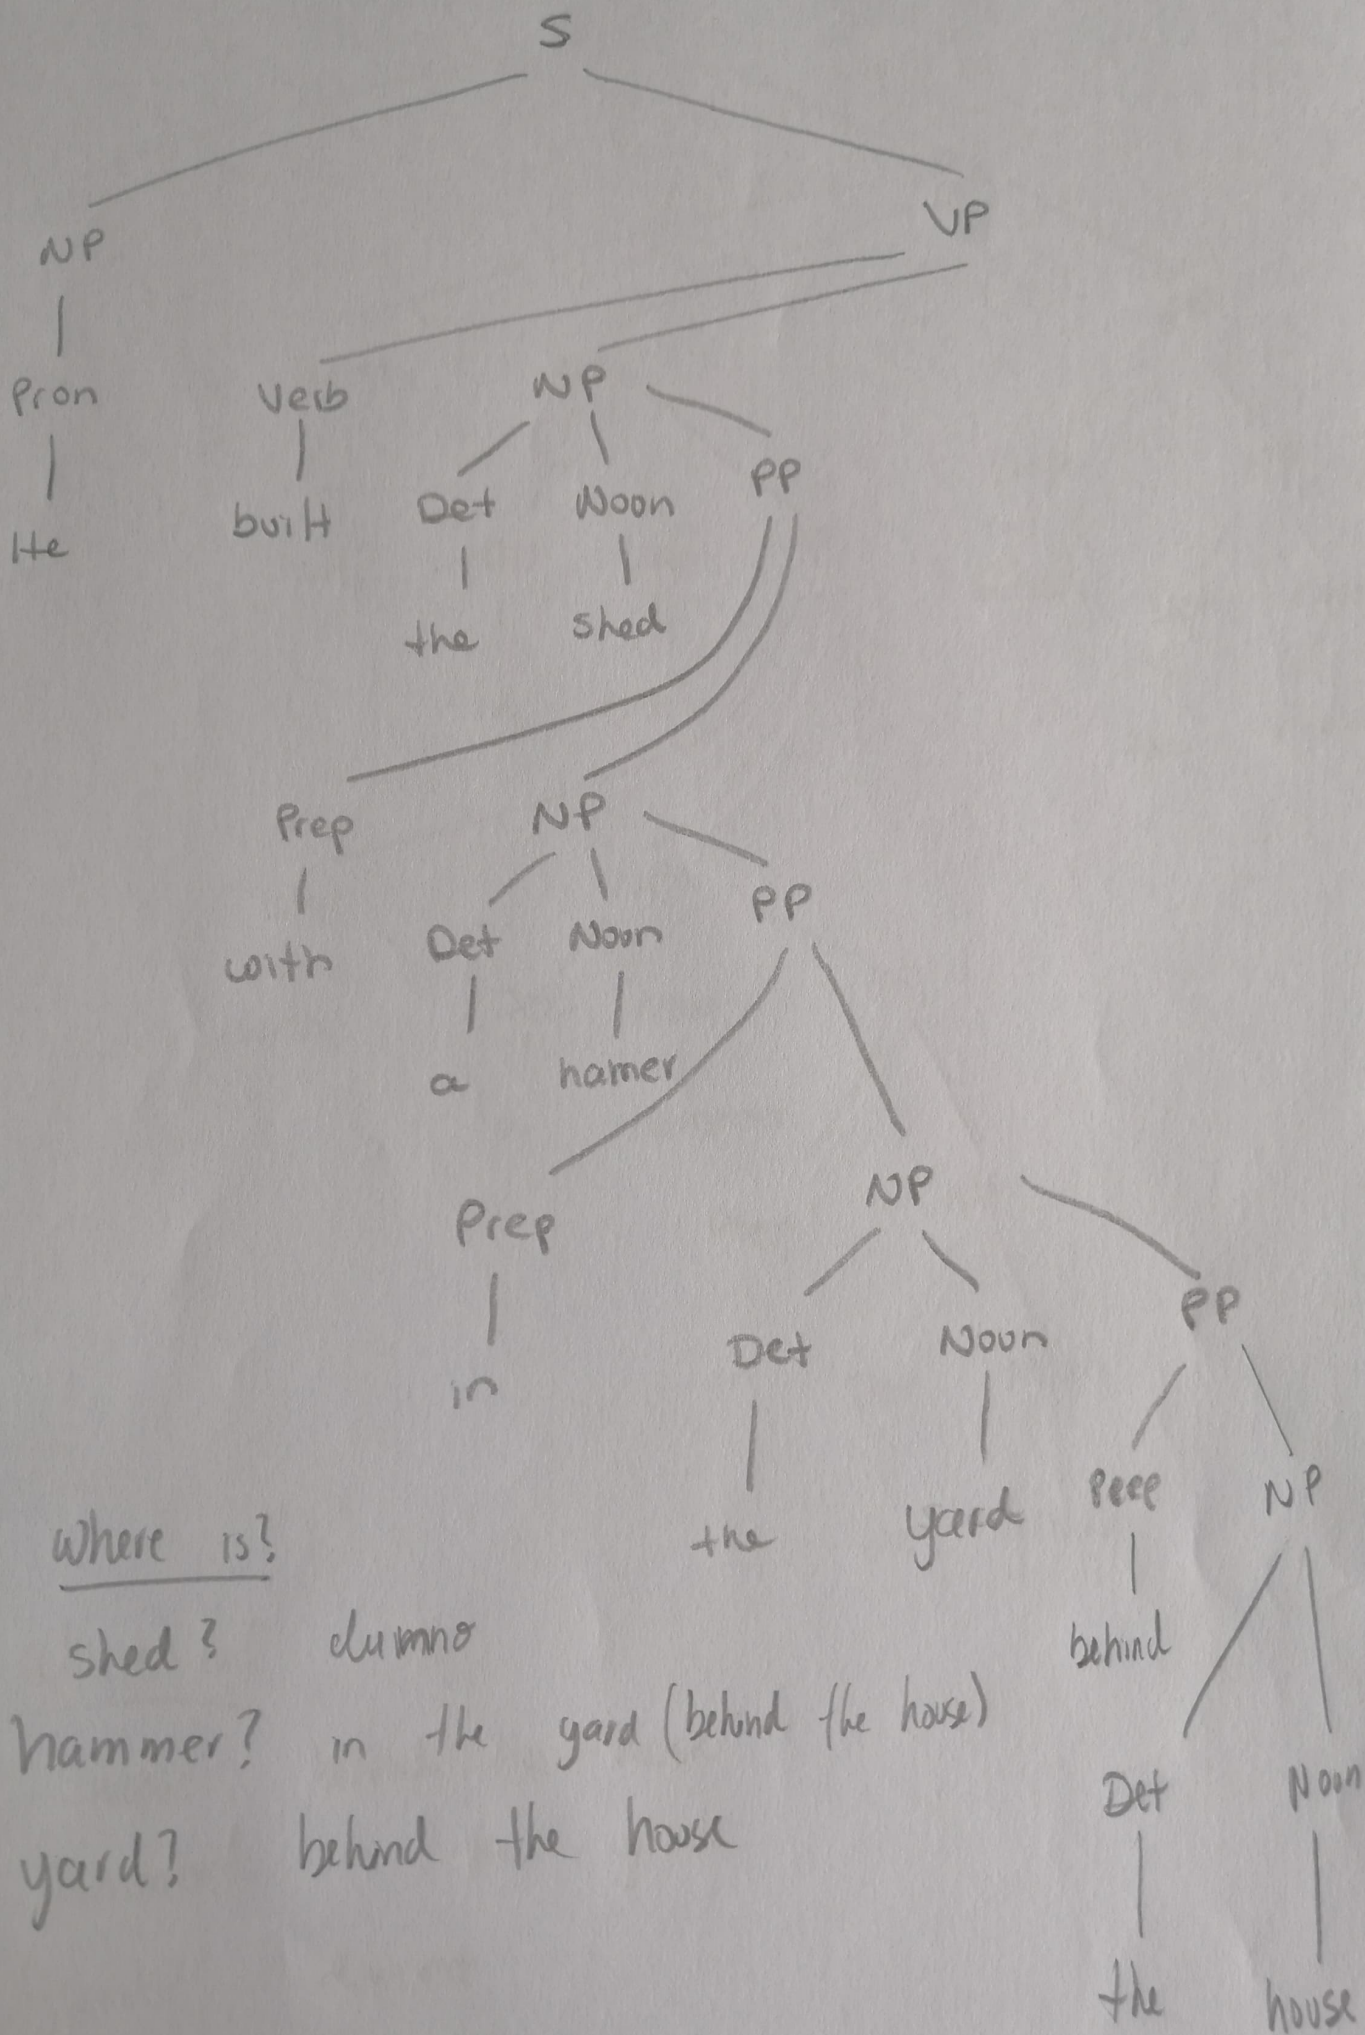 S
NP VP
Pron Verb NP
He built Det Noon PP
the shed
Prep NP
with Det Noun PP
a hamer
Prep NP
in Det Noun PP
the yard Prep NP
behind Det Noon
the house
Where is?
shed? dunno
hammer? in the yard (behind the house)
yard? behind the house